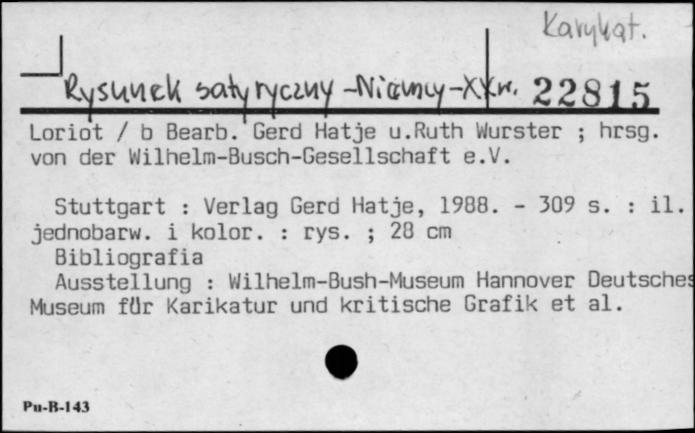 Karykat.
Rysunek satyryczny - Niemcy - XX w. 22815
Loriot / b Bearb. Gerd Hatje u.Ruth Wurster ; hrsg.
von der Wilhelm-Busch-Gesellschaft e.V.
Stuttgart : Verlag Gerd Hatje, 1988. - 309 s. : il.
jednobarw. i kolor. : rys. ; 28 cm
Bibliografia
Ausstellung : Wilhelm-Bush-Museum Hannover Deutsches
Museum für Karikatur und kritische Grafik et al.
Pu-B-143